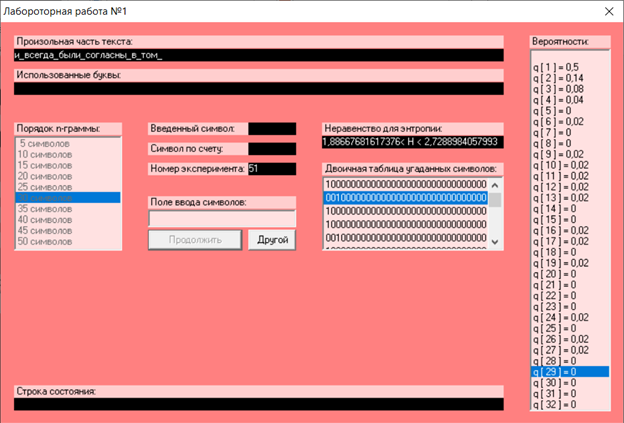 Лабороторная работа №1
Произольная часть текста:
и_всегда_были_согласны_в_том_
Использованные буквы:
Порядок n-граммы:
5 символов
10 символов
15 символов
20 символов
25 символов
30 символов
35 символов
40 символов
45 символов
50 символов
Введенный символ:
Символ по счету:
Номер эксперимента: 51
Поле ввода символов:
Продолжить
Другой
Неравенство для энтропии:
1,88667681617376< H < 2,7288984057993
Двоичная таблица угаданных символов:
10000000000000000000000000000000
00100000000000000000000000000000
10000000000000000000000000000000
10000000000000000000000000000000
00100000000000000000000000000000
Строка состояния:
Вероятности:
q [ 1 ] = 0,5
q [ 2 ] = 0,14
q [ 3 ] = 0,08
q [ 4 ] = 0,04
q [ 5 ] = 0
q [ 6 ] = 0,02
q [ 7 ] = 0
q [ 8 ] = 0
q [ 9 ] = 0,02
q [ 10 ] = 0,02
q [ 11 ] = 0,02
q [ 12 ] = 0,02
q [ 13 ] = 0,02
q [ 14 ] = 0
q [ 15 ] = 0
q [ 16 ] = 0,02
q [ 17 ] = 0,02
q [ 18 ] = 0
q [ 19 ] = 0,02
q [ 20 ] = 0
q [ 21 ] = 0
q [ 22 ] = 0
q [ 23 ] = 0
q [ 24 ] = 0,02
q [ 25 ] = 0
q [ 26 ] = 0,02
q [ 27 ] = 0,02
q [ 28 ] = 0
q [ 29 ] = 0
q [ 30 ] = 0
q [ 31 ] = 0
q [ 32 ] = 0